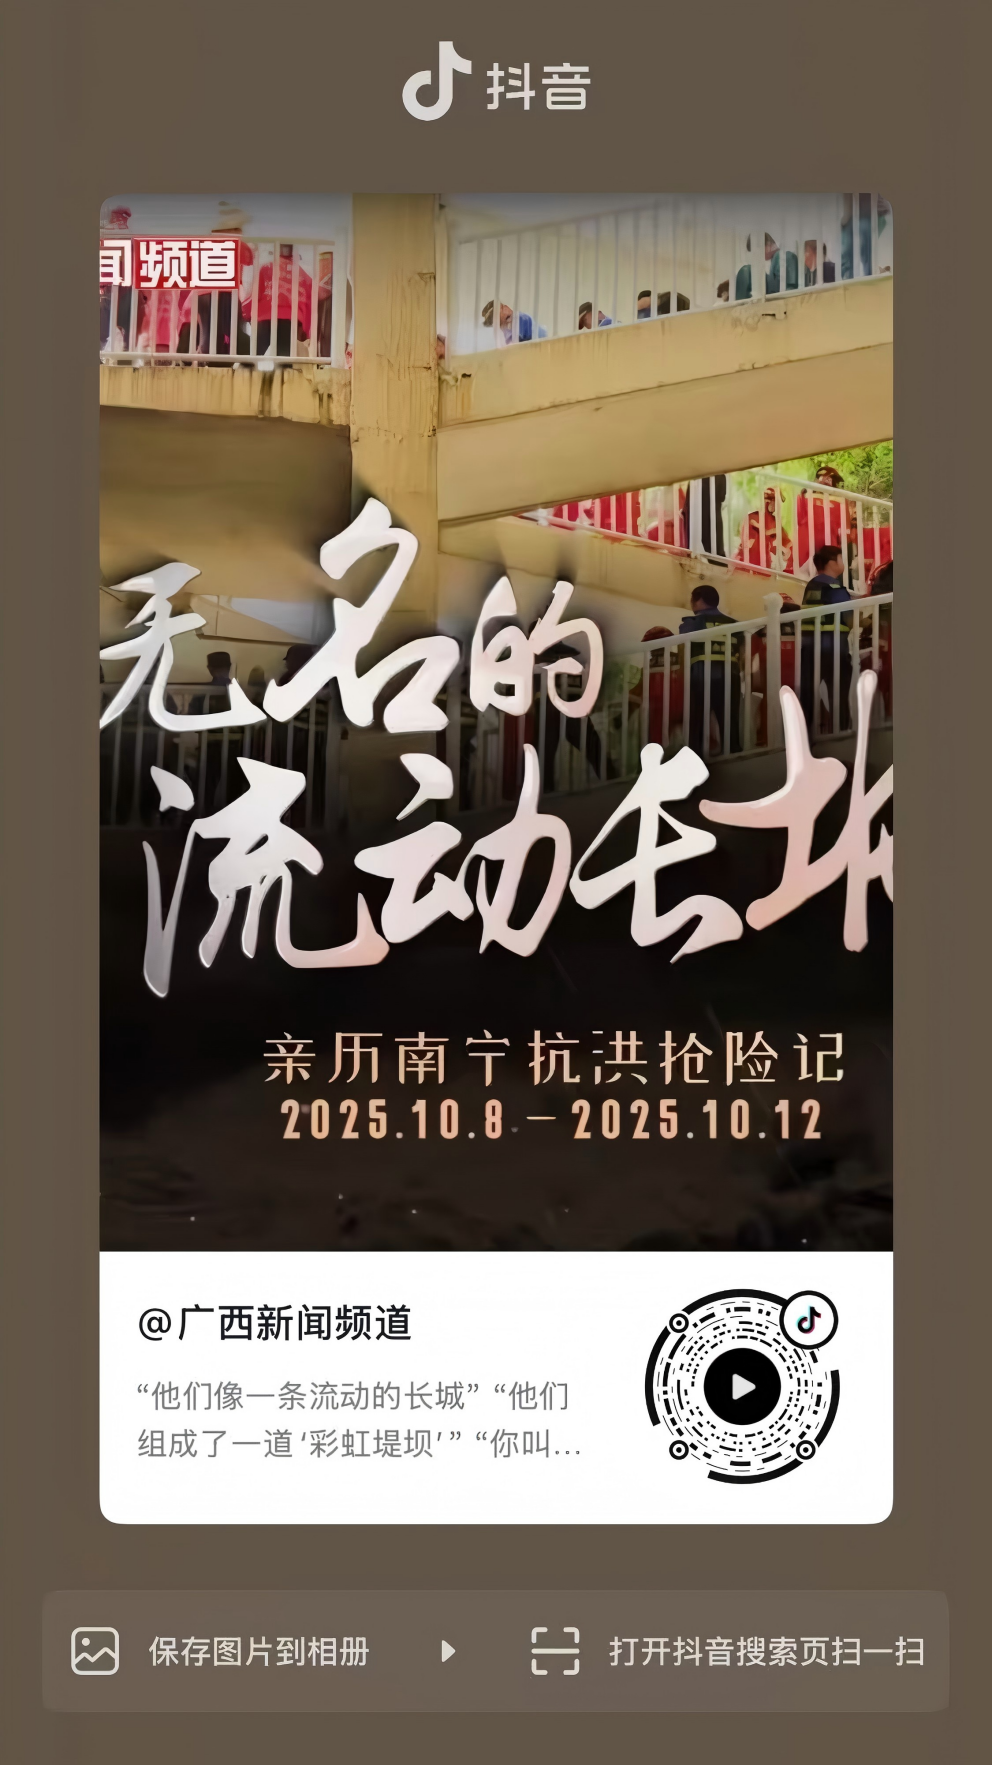 抖音
闻频道
无名的
流动长城
亲历南宁抗洪抢险记
2025.10.8 — 2025.10.12
@广西新闻频道
“他们像一条流动的长城” “他们
组成了一道‘彩虹堤坝’” “你叫...
保存图片到相册
打开抖音搜索页扫一扫